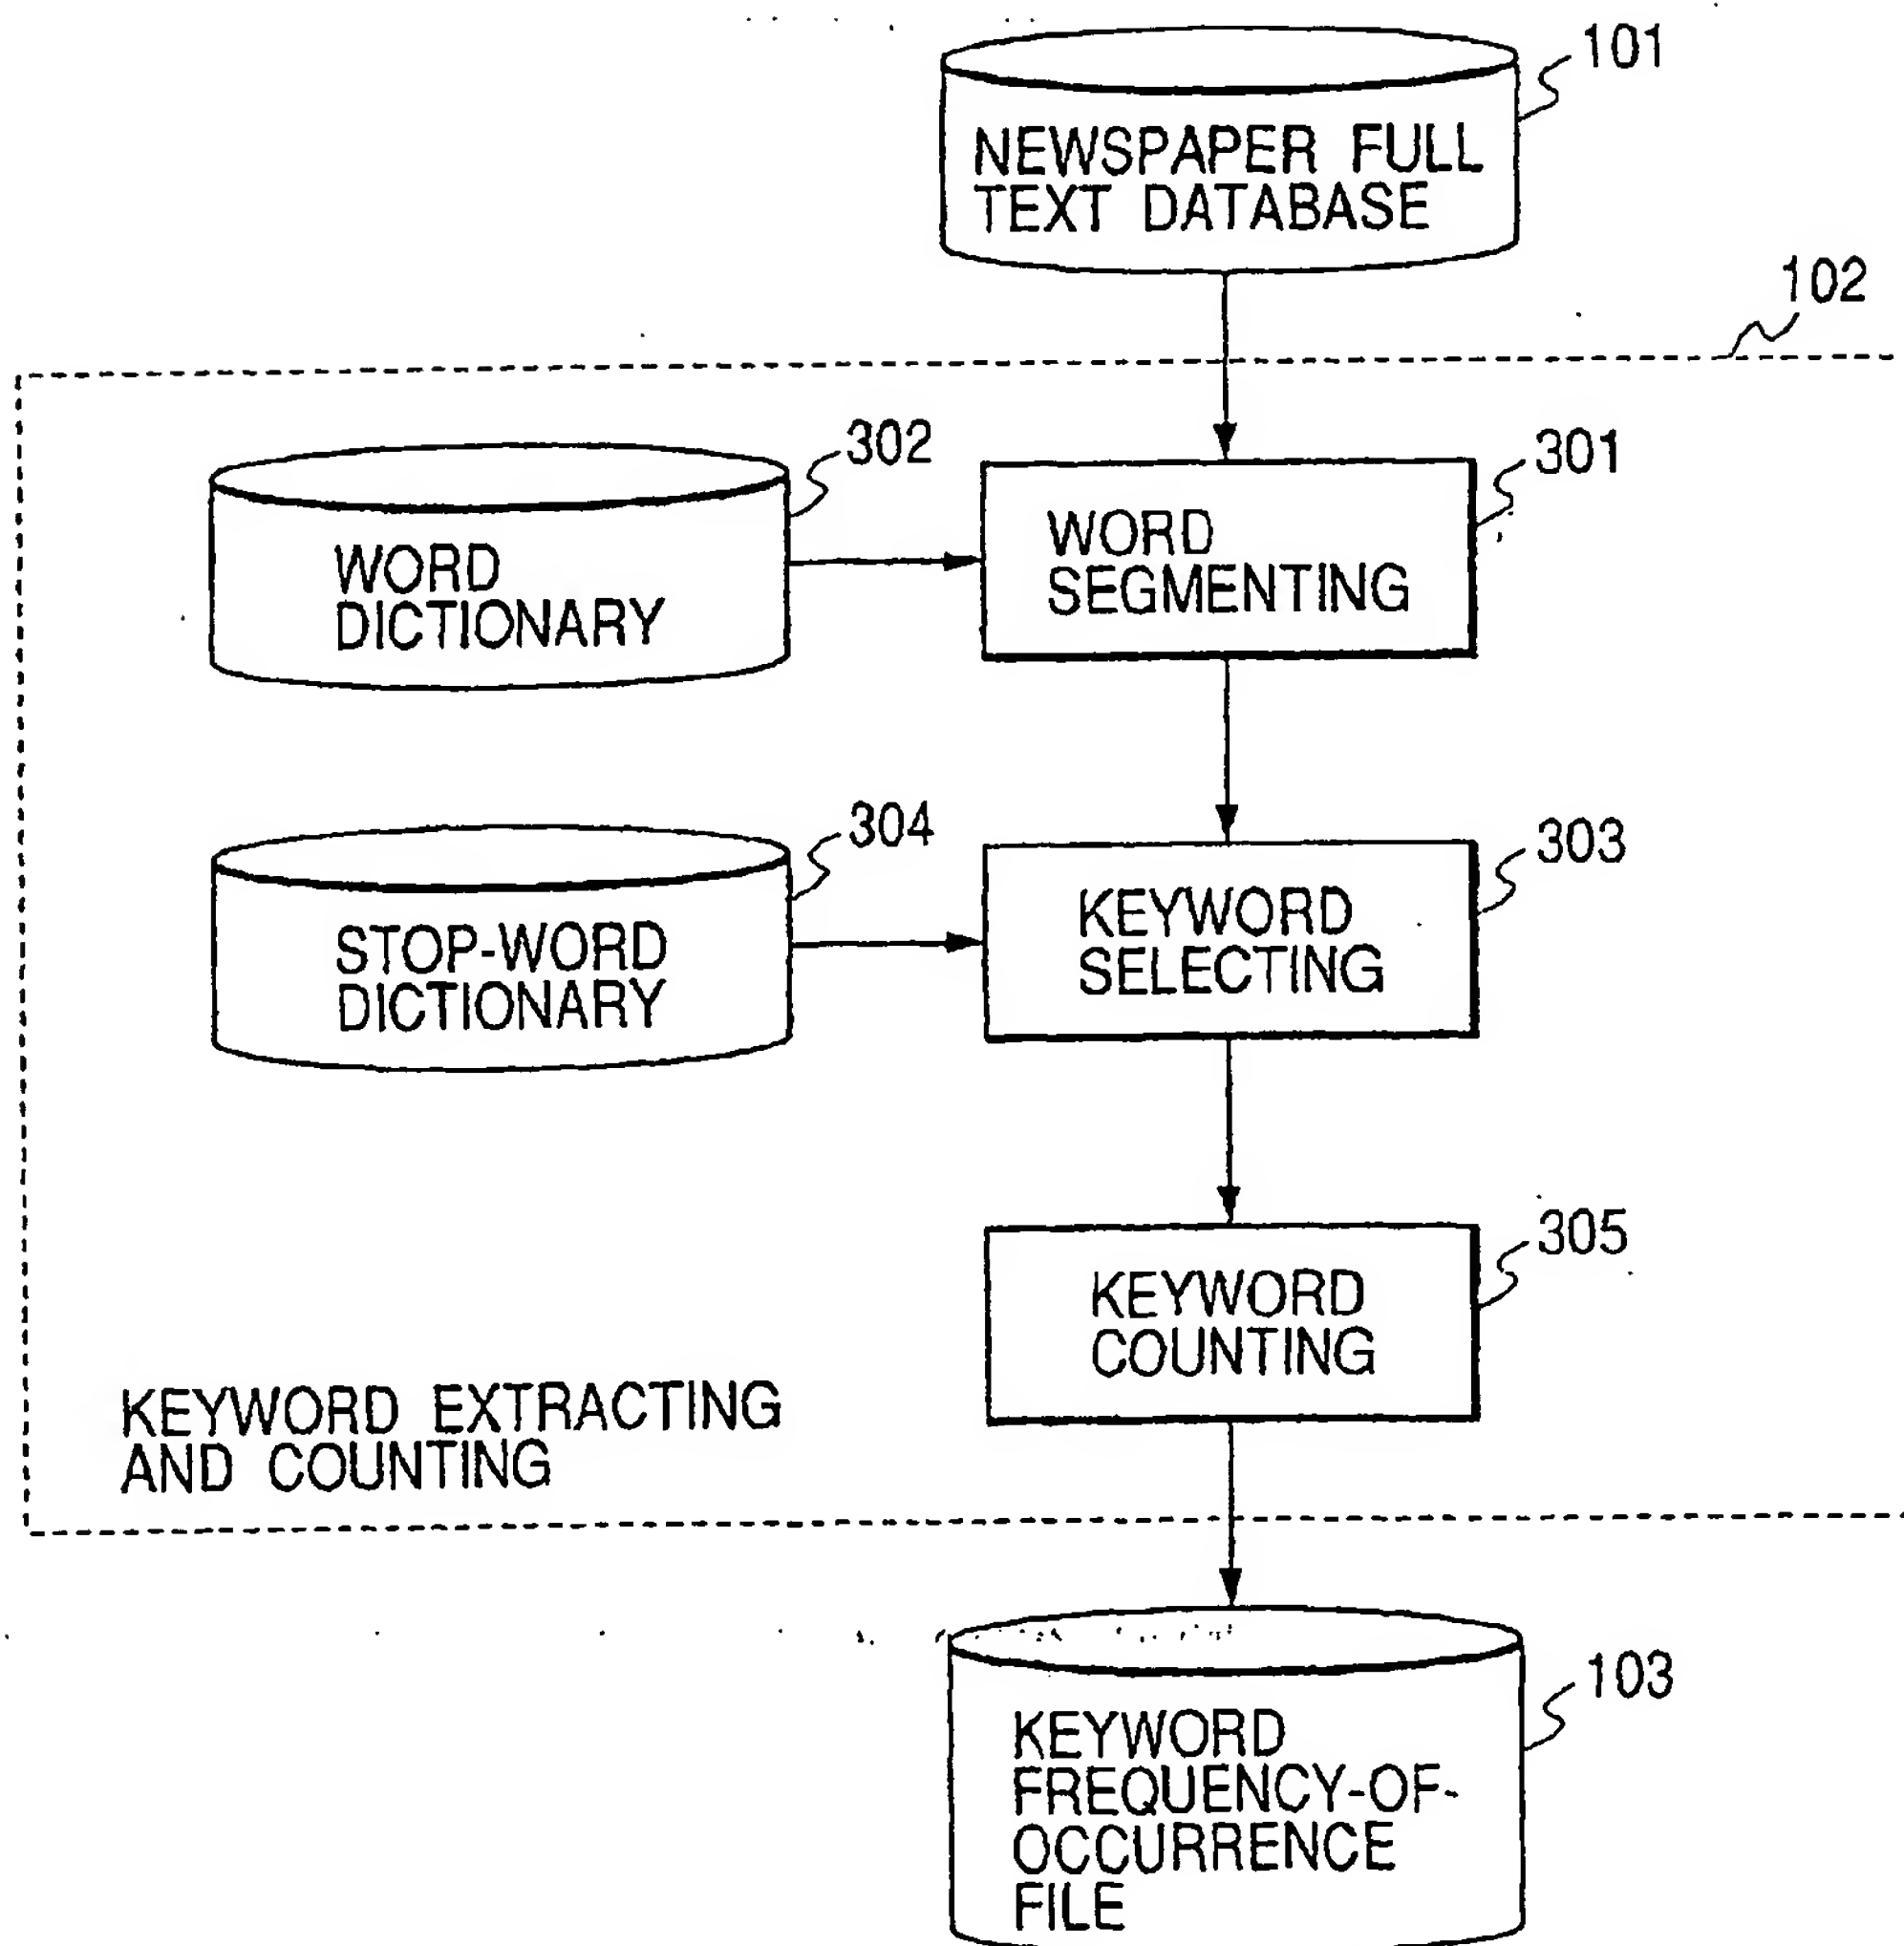 101
NEWSPAPER FULL
TEXT DATABASE
102
302
WORD
DICTIONARY
301
WORD
SEGMENTING
304
STOP-WORD
DICTIONARY
303
KEYWORD
SELECTING
305
KEYWORD
COUNTING
KEYWORD EXTRACTING
AND COUNTING
103
KEYWORD
FREQUENCY-OF-
OCCURRENCE
FILE